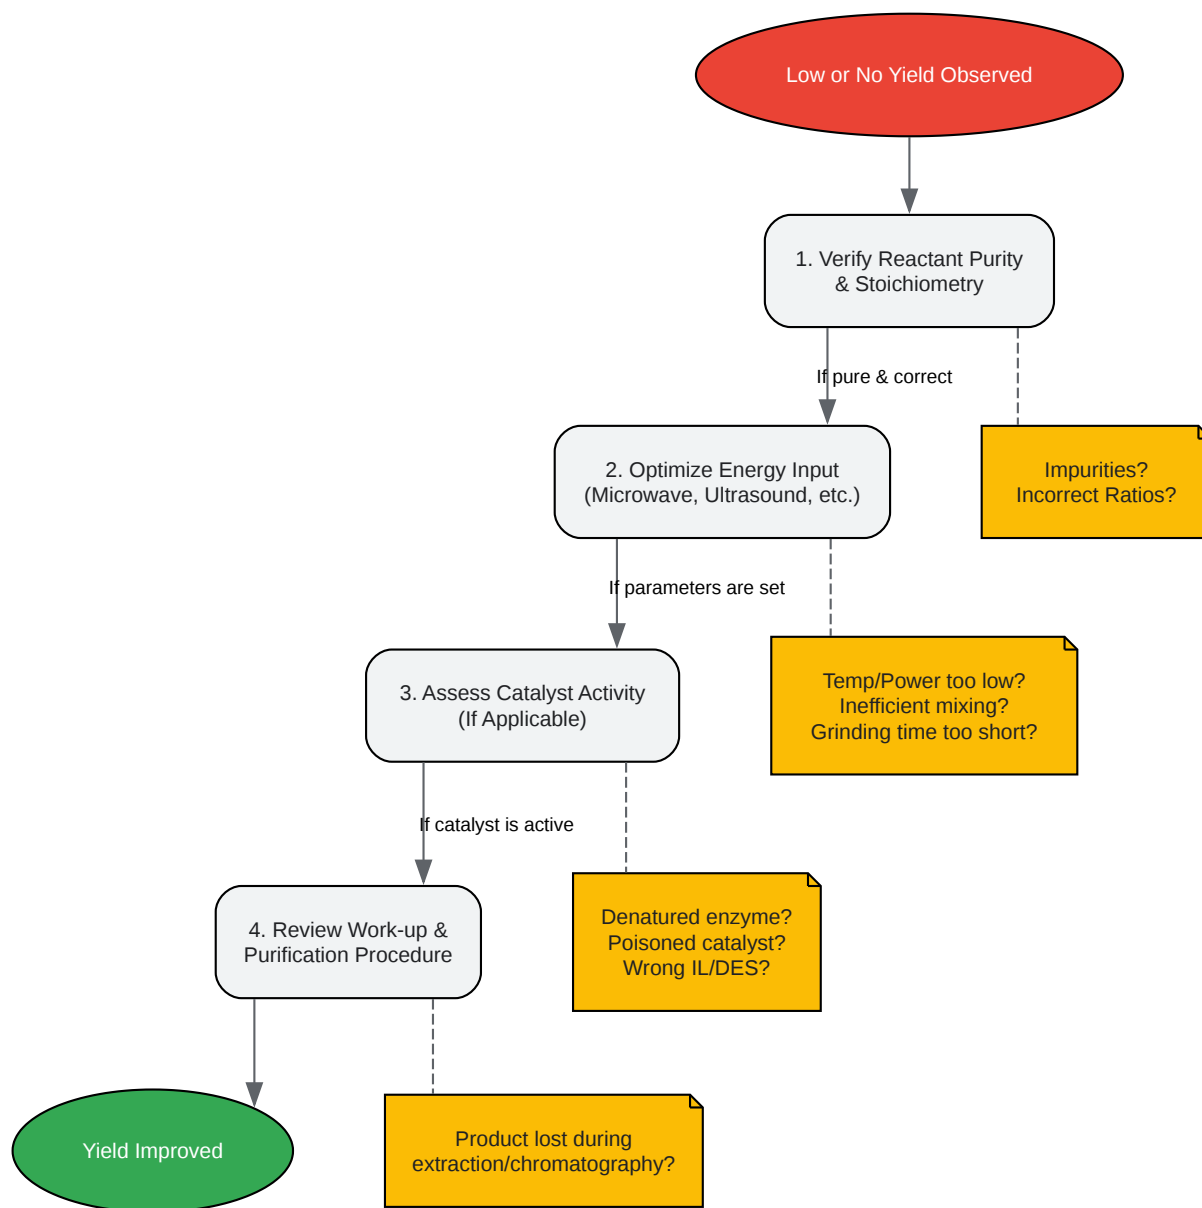 Low or No Yield Observed
1. Verify Reactant Purity
& Stoichiometry
If pure & correct
2. Optimize Energy Input
(Microwave, Ultrasound, etc.)
Impurities?
Incorrect Ratios?
If parameters are set
3. Assess Catalyst Activity
(If Applicable)
Temp/Power too low?
Inefficient mixing?
Grinding time too short?
If catalyst is active
4. Review Work-up &
Purification Procedure
Denatured enzyme?
Poisoned catalyst?
Wrong IL/DES?
Yield Improved
Product lost during
extraction/chromatography?